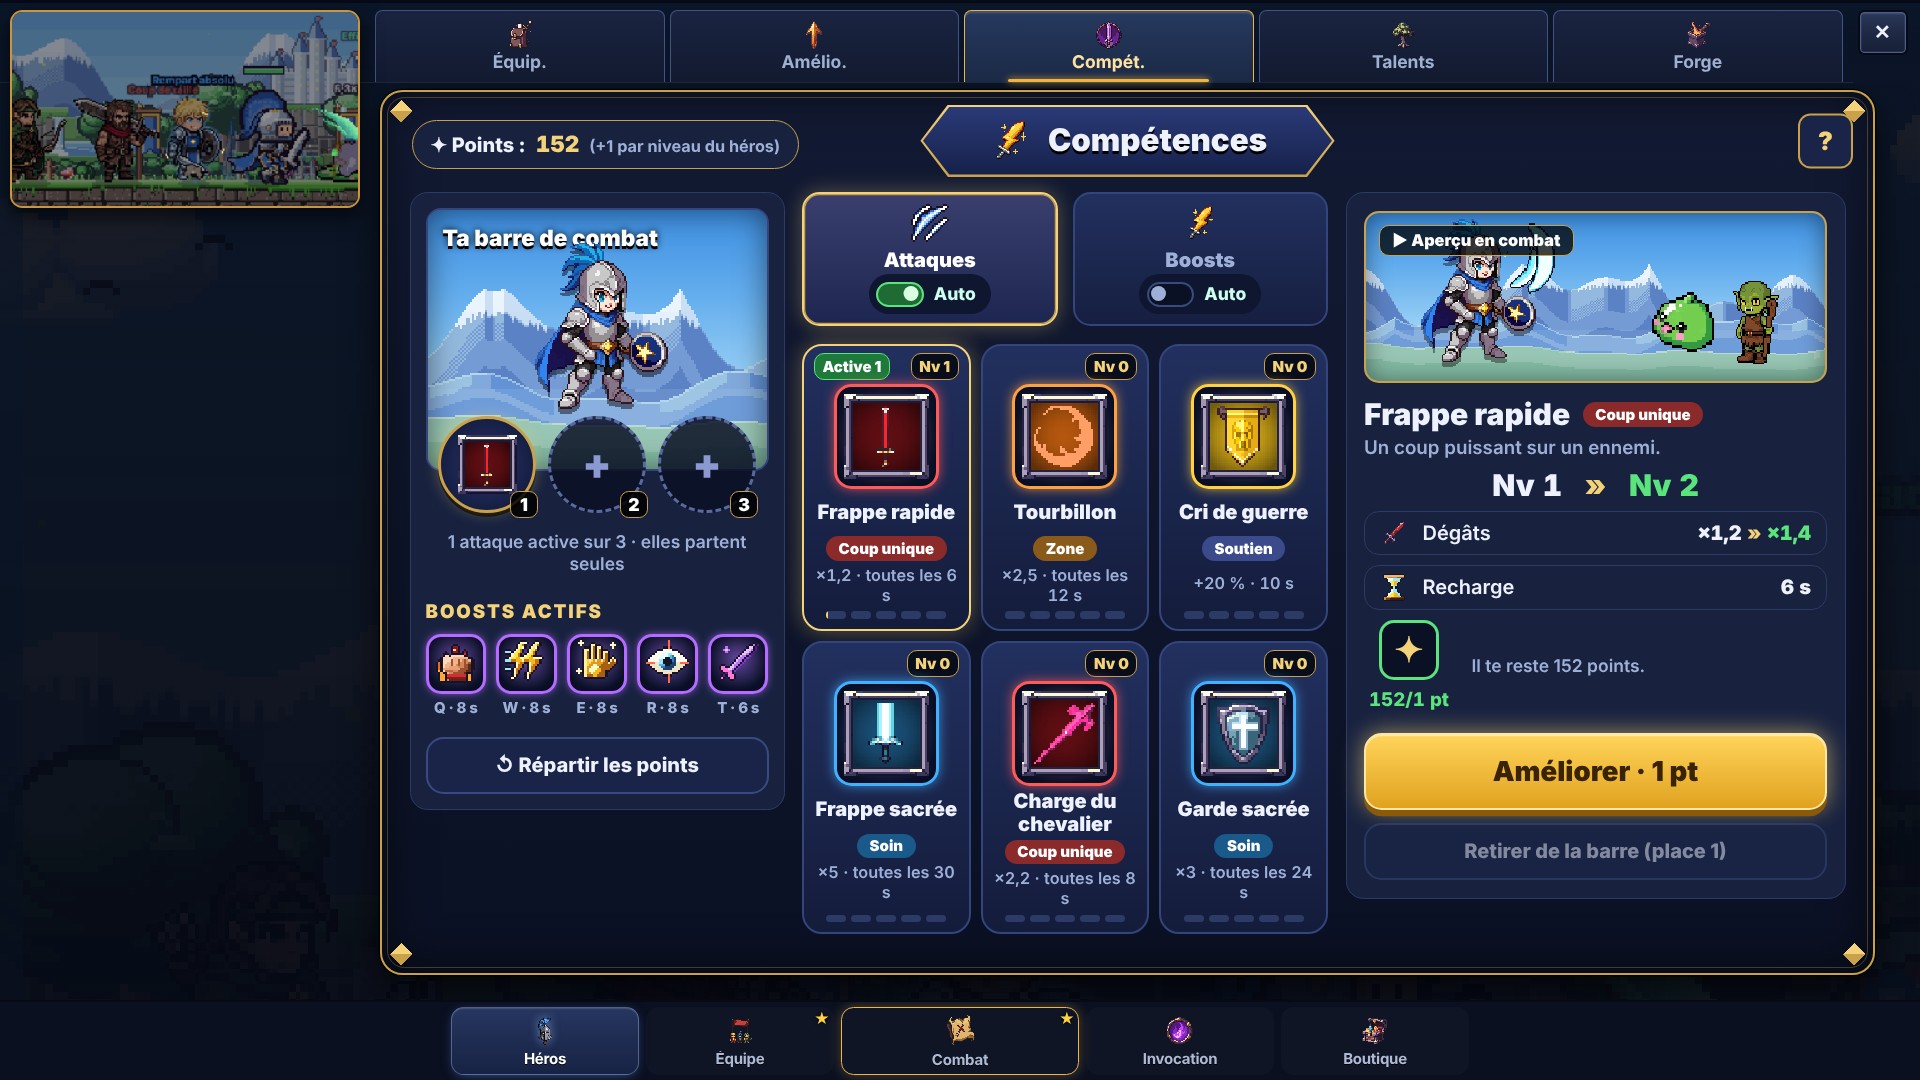 Équip.
Amélio.
Compét.
Talents
Forge
×
Rempart absolu
✦ Points : 152 (+1 par niveau du héros)
Compétences
?
Ta barre de combat
1
2
3
1 attaque active sur 3 · elles partent
seules
BOOSTS ACTIFS
Q·8s
W·8s
E·8s
R·8s
T·6s
Répartir les points
Attaques
Auto
Boosts
Auto
Active 1
Nv 1
Frappe rapide
Coup unique
×1,2 · toutes les 6
s
Nv 0
Tourbillon
Zone
×2,5 · toutes les
12 s
Nv 0
Cri de guerre
Soutien
+20 % · 10 s
Nv 0
Frappe sacrée
Soin
×5 · toutes les 30
s
Nv 0
Charge du
chevalier
Coup unique
×2,2 · toutes les 8
s
Nv 0
Garde sacrée
Soin
×3 · toutes les 24
s
▶ Aperçu en combat
Frappe rapide
Coup unique
Un coup puissant sur un ennemi.
Nv 1 » Nv 2
Dégâts ×1,2 » ×1,4
Recharge 6 s
152/1 pt
Il te reste 152 points.
Améliorer · 1 pt
Retirer de la barre (place 1)
Héros
Équipe
Combat
Invocation
Boutique